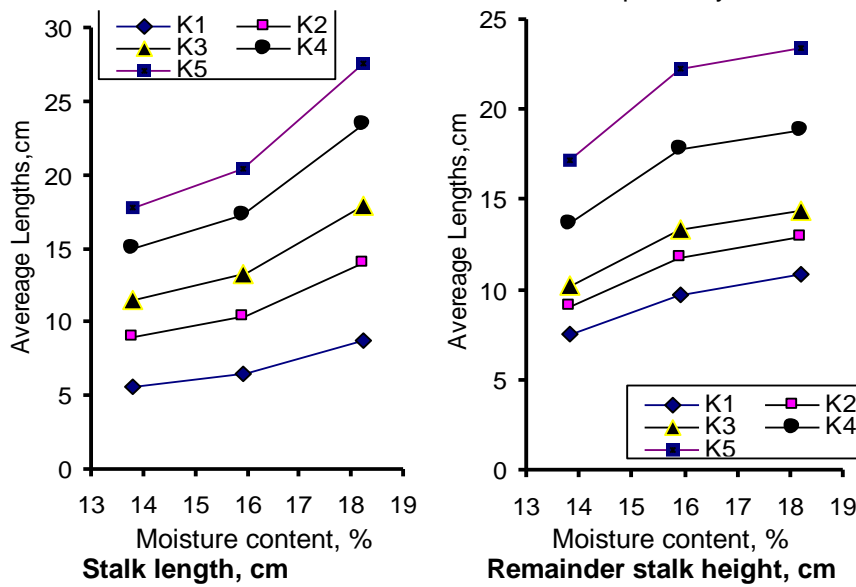 K1 K2
K3 K4
K5
30
25
20
15
10
5
0
Avereage Lengths,cm
13 14 15 16 17 18 19
Moisture content, %
Stalk length, cm
25
20
15
10
5
0
Avereage Lengths,cm
K1 K2
K3 K4
K5
13 14 15 16 17 18 19
Moisture content, %
Remainder stalk height, cm